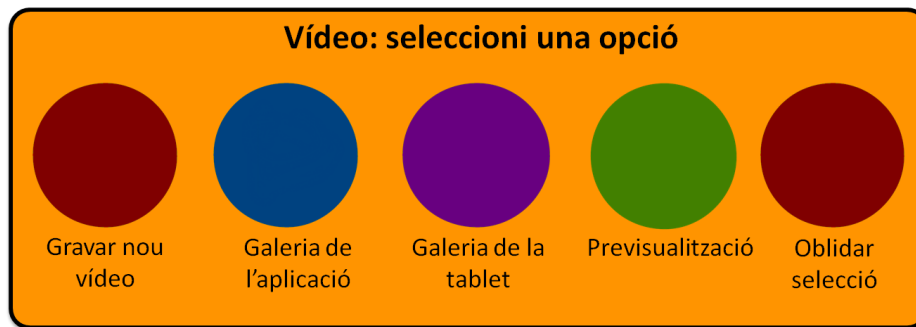 Vídeo: seleccioni una opció
Gravar nou
vídeo
Galeria de
l'aplicació
Galeria de la
tablet
Previsualització
Oblidar
selecció